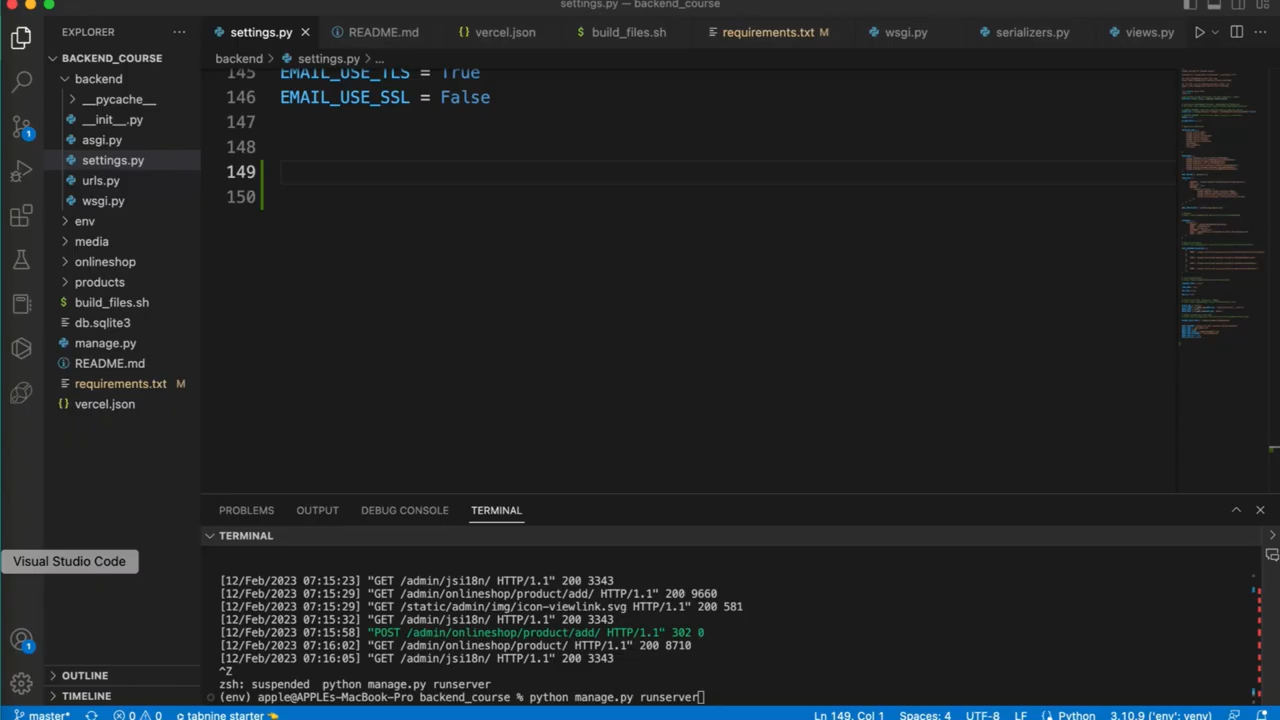 settings.py — backend_course
EXPLORER ···
BACKEND_COURSE
backend
__pycache__
__init__.py
asgi.py
settings.py
urls.py
wsgi.py
env
media
onlineshop
products
build_files.sh
db.sqlite3
manage.py
README.md
requirements.txt M
vercel.json
OUTLINE
TIMELINE
1
1
Visual Studio Code
settings.py README.md vercel.json $ build_files.sh requirements.txt M wsgi.py serializers.py views.py
backend > settings.py > ...
145 EMAIL_USE_TLS = True
146 EMAIL_USE_SSL = False
147
148
149
150
PROBLEMS OUTPUT DEBUG CONSOLE TERMINAL
TERMINAL
[12/Feb/2023 07:15:23] "GET /admin/jsi18n/ HTTP/1.1" 200 3343
[12/Feb/2023 07:15:29] "GET /admin/onlineshop/product/add/ HTTP/1.1" 200 9660
[12/Feb/2023 07:15:29] "GET /static/admin/img/icon-viewlink.svg HTTP/1.1" 200 581
[12/Feb/2023 07:15:32] "GET /admin/jsi18n/ HTTP/1.1" 200 3343
[12/Feb/2023 07:15:58] "POST /admin/onlineshop/product/add/ HTTP/1.1" 302 0
[12/Feb/2023 07:16:02] "GET /admin/onlineshop/product/ HTTP/1.1" 200 8710
[12/Feb/2023 07:16:05] "GET /admin/jsi18n/ HTTP/1.1" 200 3343
^Z
zsh: suspended python manage.py runserver
(env) apple@APPLEs-MacBook-Pro backend_course % python manage.py runserver
master* 0 0 tabnine starter Ln 149, Col 1 Spaces: 4 UTF-8 LF Python 3.10.9 ('env': venv)